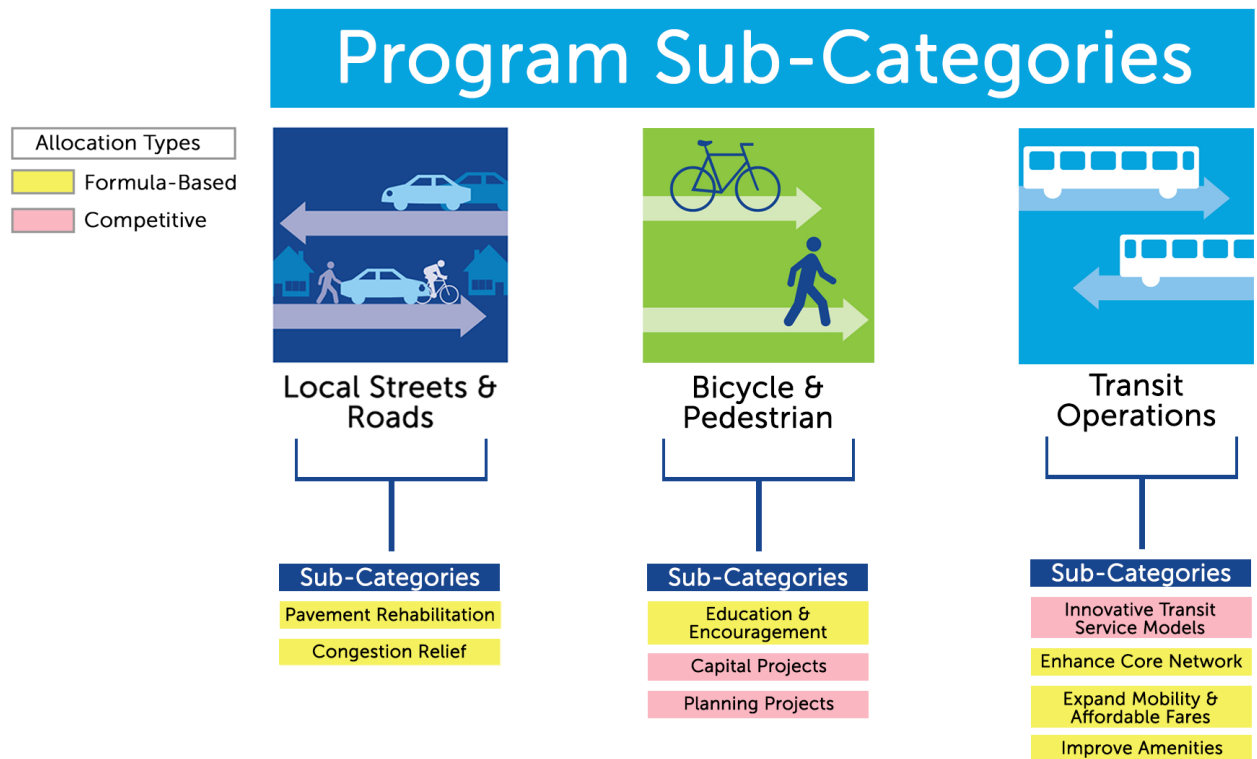 Program Sub-Categories
Allocation Types
Formula-Based
Competitive
Local Streets &
Roads
Sub-Categories
Pavement Rehabilitation
Congestion Relief
Bicycle &
Pedestrian
Sub-Categories
Education &
Encouragement
Capital Projects
Planning Projects
Transit
Operations
Sub-Categories
Innovative Transit
Service Models
Enhance Core Network
Expand Mobility &
Affordable Fares
Improve Amenities